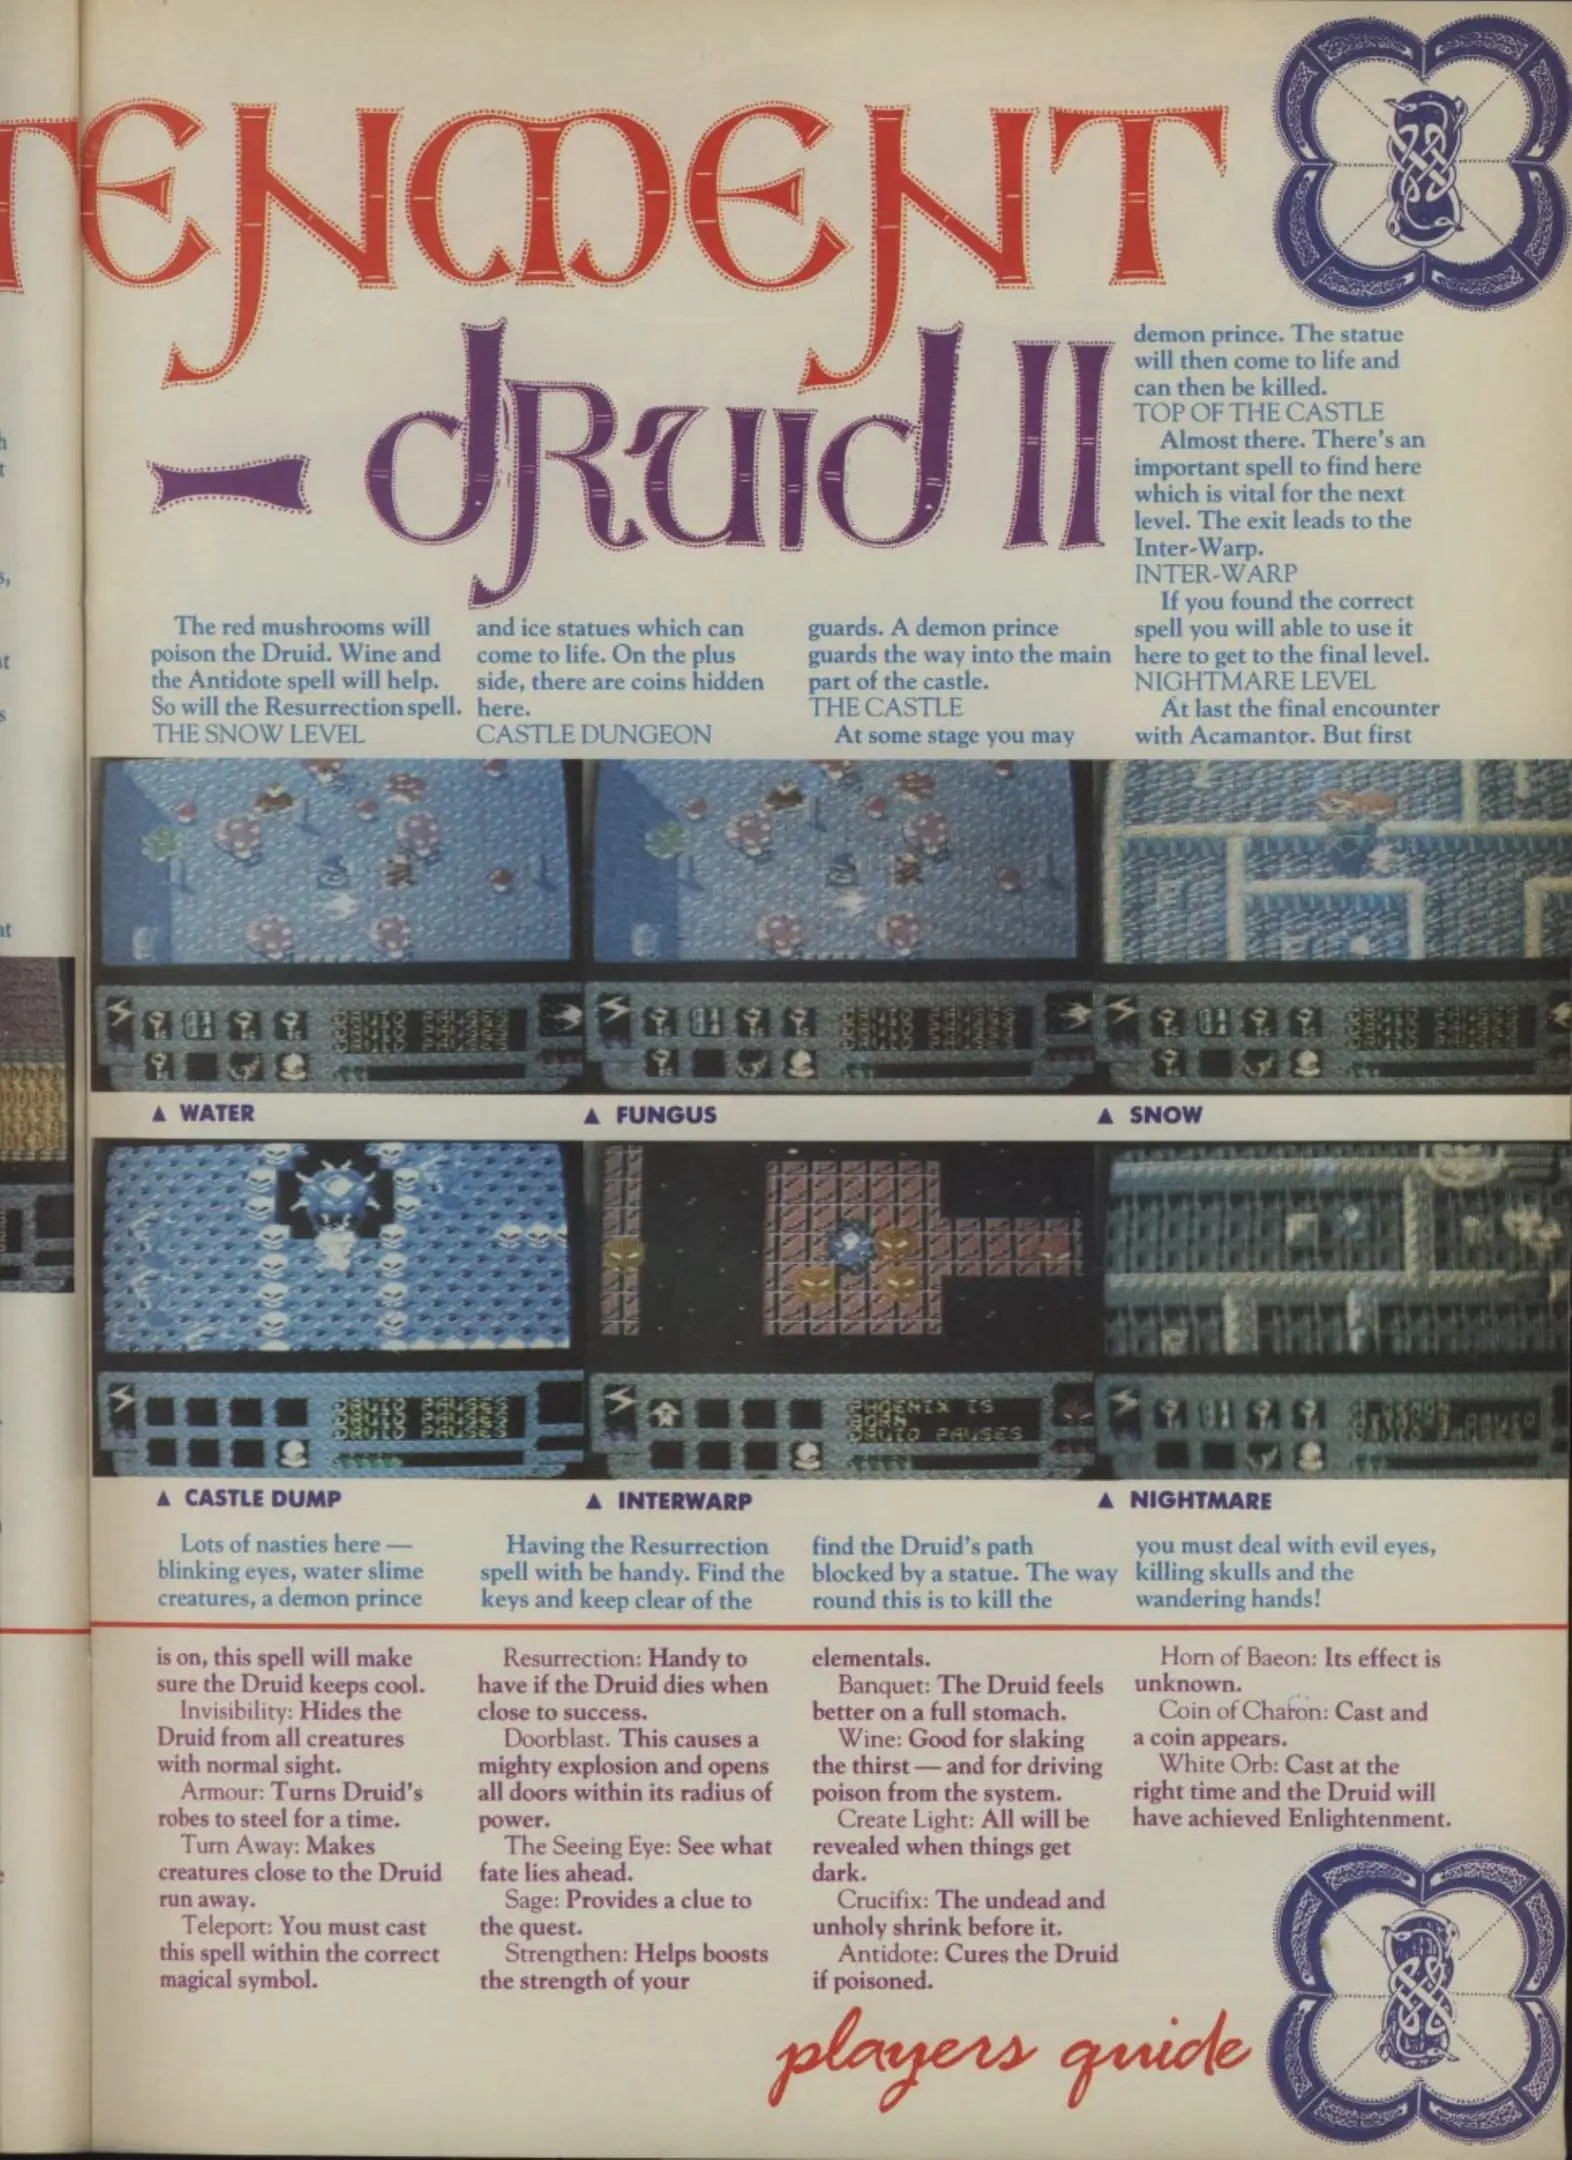 TENMENT
– dRuid II
The red mushrooms will
poison the Druid. Wine and
the Antidote spell will help.
So will the Resurrection spell.
THE SNOW LEVEL
▲ WATER
▲ CASTLE DUMP
Lots of nasties here —
blinking eyes, water slime
creatures, a demon prince
and ice statues which can
come to life. On the plus
side, there are coins hidden
here.
CASTLE DUNGEON
▲ FUNGUS
▲ INTERWARP
PHOENIX IS
BORN
DRUID PAUSES
Having the Resurrection
spell with be handy. Find the
keys and keep clear of the
guards. A demon prince
guards the way into the main
part of the castle.
THE CASTLE
At some stage you may
find the Druid's path
blocked by a statue. The way
round this is to kill the
demon prince. The statue
will then come to life and
can then be killed.
TOP OF THE CASTLE
Almost there. There's an
important spell to find here
which is vital for the next
level. The exit leads to the
Inter-Warp.
INTER-WARP
If you found the correct
spell you will able to use it
here to get to the final level.
NIGHTMARE LEVEL
At last the final encounter
with Acamantor. But first
▲ SNOW
▲ NIGHTMARE
you must deal with evil eyes,
killing skulls and the
wandering hands!
is on, this spell will make
sure the Druid keeps cool.
Invisibility: Hides the
Druid from all creatures
with normal sight.
Armour: Turns Druid's
robes to steel for a time.
Turn Away: Makes
creatures close to the Druid
run away.
Teleport: You must cast
this spell within the correct
magical symbol.
Resurrection: Handy to
have if the Druid dies when
close to success.
Doorblast. This causes a
mighty explosion and opens
all doors within its radius of
power.
The Seeing Eye: See what
fate lies ahead.
Sage: Provides a clue to
the quest.
Strengthen: Helps boosts
the strength of your
elementals.
Banquet: The Druid feels
better on a full stomach.
Wine: Good for slaking
the thirst — and for driving
poison from the system.
Create Light: All will be
revealed when things get
dark.
Crucifix: The undead and
unholy shrink before it.
Antidote: Cures the Druid
if poisoned.
Horn of Baeon: Its effect is
unknown.
Coin of Charon: Cast and
a coin appears.
White Orb: Cast at the
right time and the Druid will
have achieved Enlightenment.
players guide